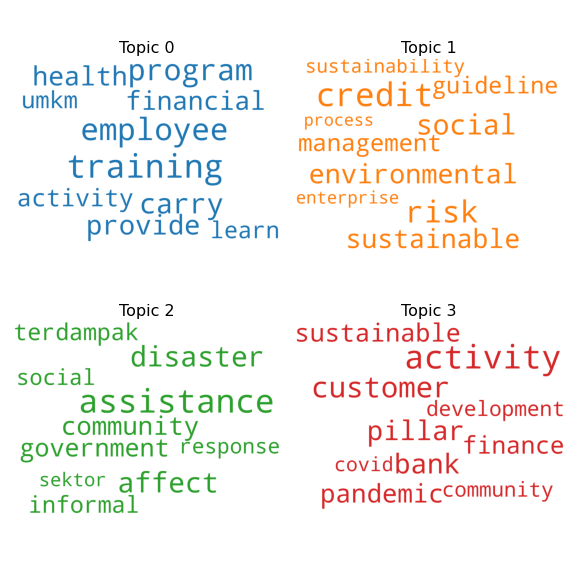 Topic 0
health program
umkm financial
employee
training
activity carry
provide learn
Topic 1
sustainability
credit guideline
process social
management
environmental
enterprise risk
sustainable
Topic 2
terdampak
disaster
social
assistance
community
government response
sektor affect
informal
Topic 3
sustainable
activity
customer
development
pillar finance
covid bank
pandemic community